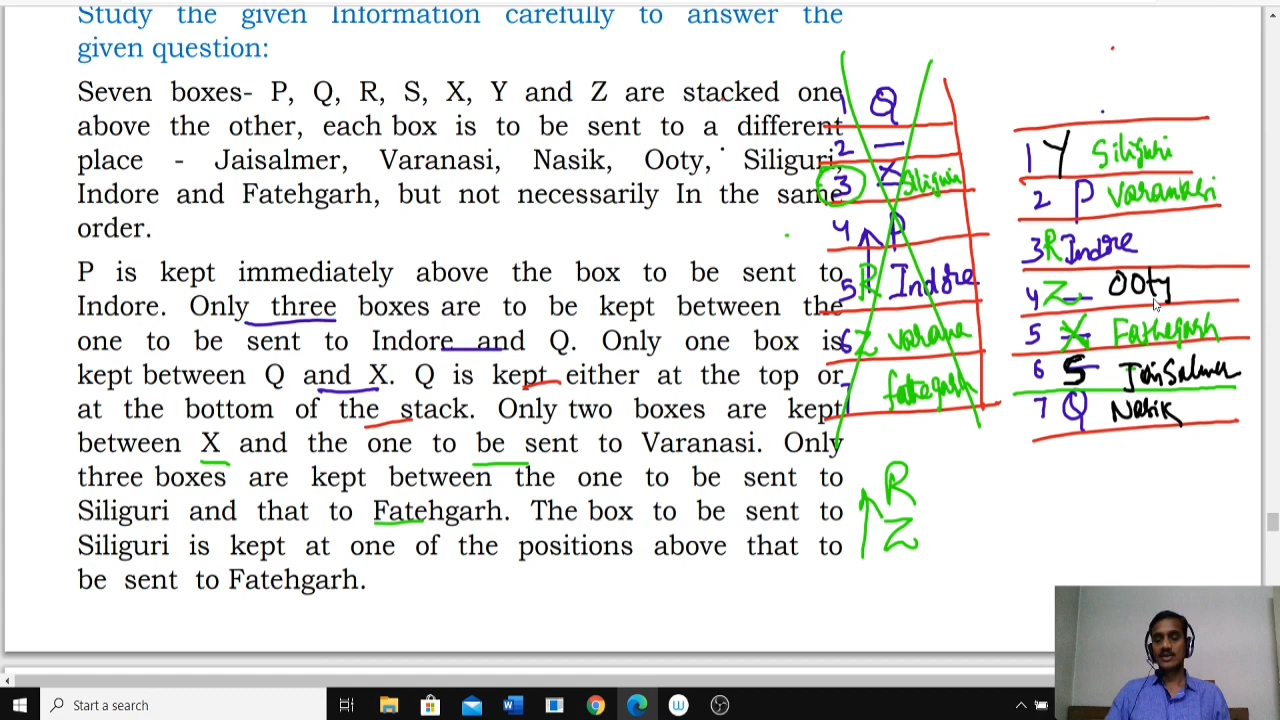 Study the given Information carefully to answer the
given question:
Seven boxes- P, Q, R, S, X, Y and Z are stacked one
above the other, each box is to be sent to a different
place - Jaisalmer, Varanasi, Nasik, Ooty, Siliguri,
Indore and Fatehgarh, but not necessarily In the same
order.
P is kept immediately above the box to be sent to
Indore. Only three boxes are to be kept between the
one to be sent to Indore and Q. Only one box is
kept between Q and X. Q is kept either at the top or
at the bottom of the stack. Only two boxes are kept
between X and the one to be sent to Varanasi. Only
three boxes are kept between the one to be sent to
Siliguri and that to Fatehgarh. The box to be sent to
Siliguri is kept at one of the positions above that to
be sent to Fatehgarh.
1 Q
2 —
3 X Siliguri
4 P
5 R Indore
6 Z
7 Fatehgarh
R
Z
1 Y Siliguri
2 P Varanasi
3 R Indore
4 Z Ooty
5 X Fathegarh
6 S Jaisalmer
7 Q Nasik
Start a search